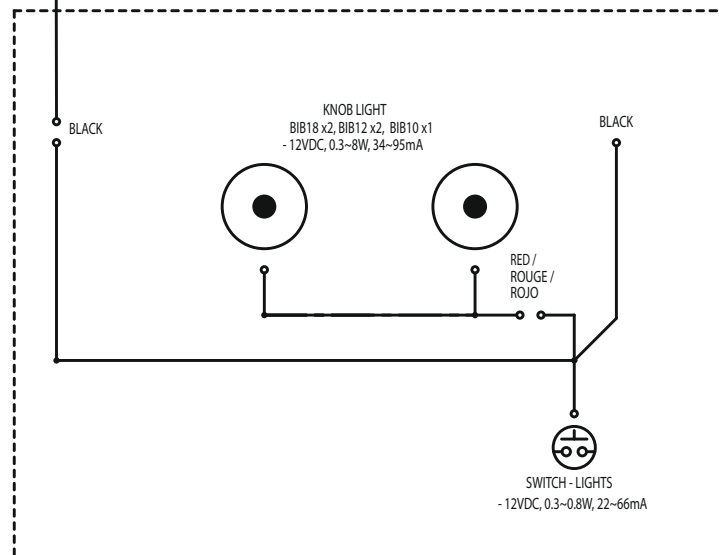 KNOB LIGHT
BIB18 x2, BIB12 x2, BIB10 x1
- 12VDC, 0.3~8W, 34~95mA
BLACK
BLACK
RED /
ROUGE /
ROJO
SWITCH - LIGHTS
- 12VDC, 0.3~0.8W, 22~66mA